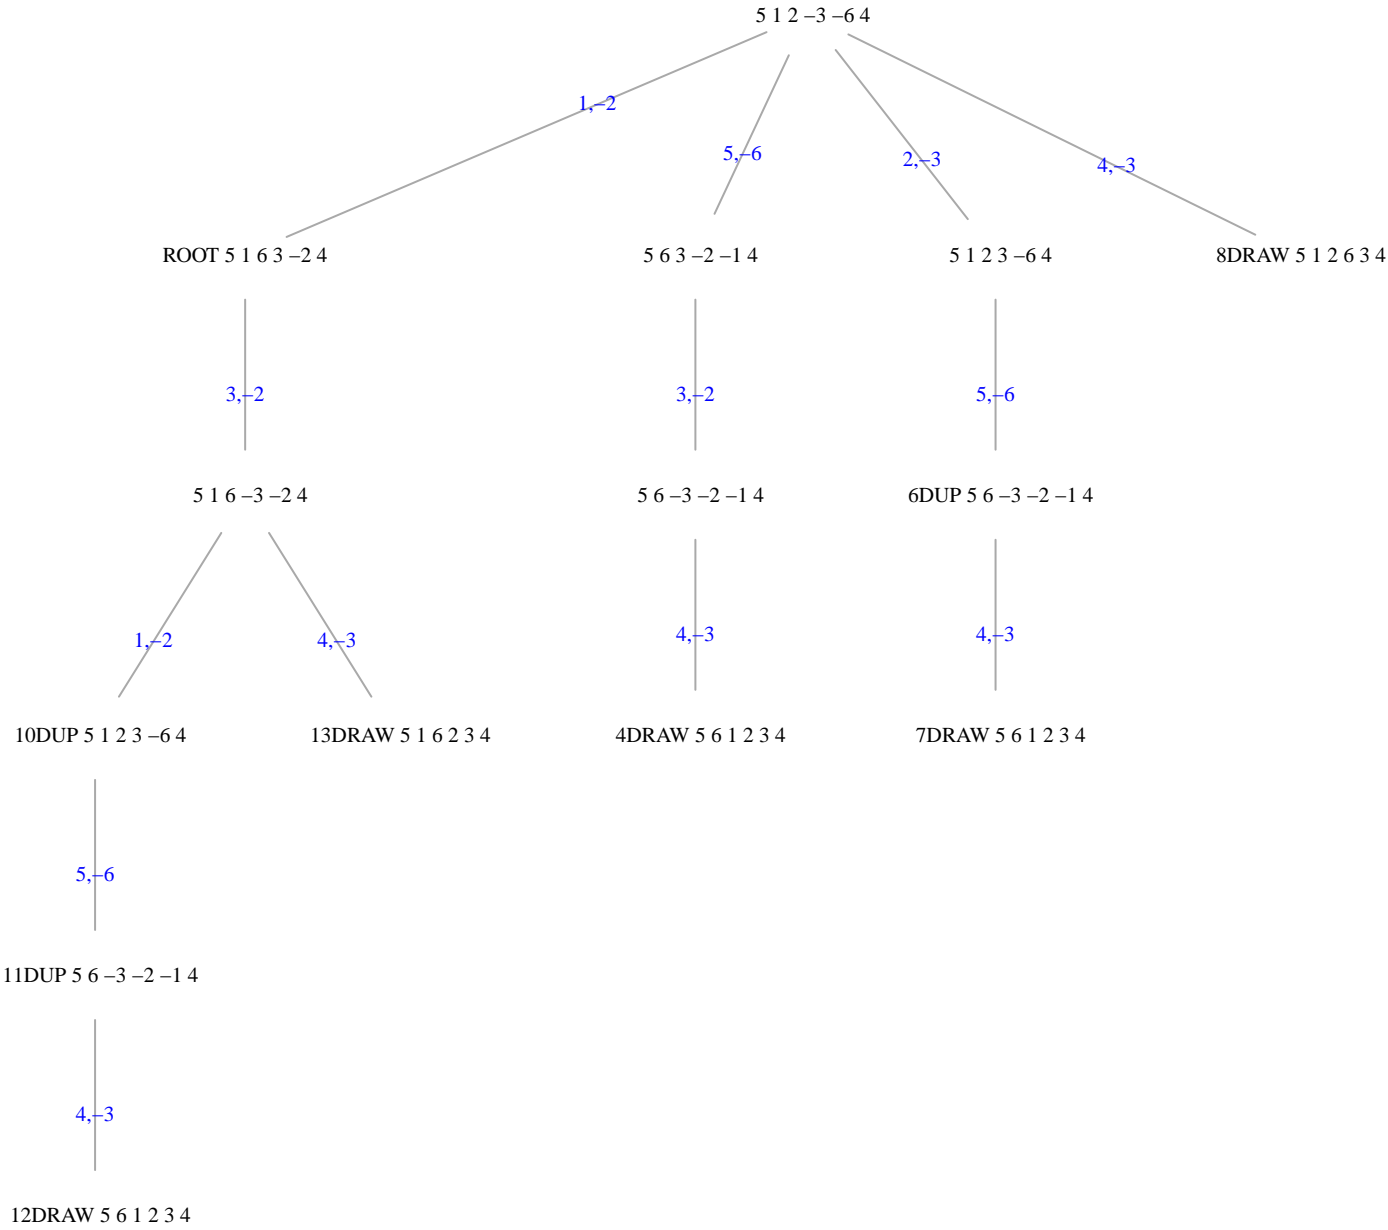 5 1 2 –3 –6 4
1,–2
5,–6
2,–3
4,–3
ROOT 5 1 6 3 –2 4
5 6 3 –2 –1 4
5 1 2 3 –6 4
8DRAW 5 1 2 6 3 4
3,–2
3,–2
5,–6
5 1 6 –3 –2 4
5 6 –3 –2 –1 4
6DUP 5 6 –3 –2 –1 4
1,–2
4,–3
4,–3
4,–3
10DUP 5 1 2 3 –6 4
13DRAW 5 1 6 2 3 4
4DRAW 5 6 1 2 3 4
7DRAW 5 6 1 2 3 4
5,–6
11DUP 5 6 –3 –2 –1 4
4,–3
12DRAW 5 6 1 2 3 4